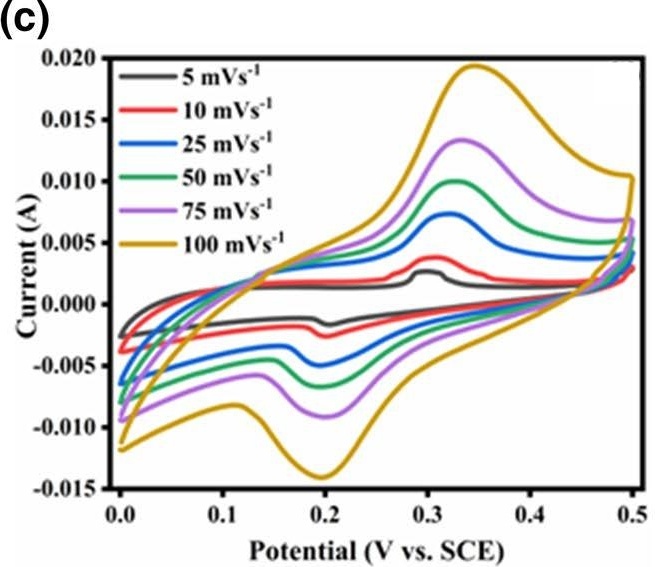 (c)
0.020
0.015
0.010
0.005
0.000
-0.005
-0.010
-0.015
Current (A)
5 mVs⁻¹
10 mVs⁻¹
25 mVs⁻¹
50 mVs⁻¹
75 mVs⁻¹
100 mVs⁻¹
0.0 0.1 0.2 0.3 0.4 0.5
Potential (V vs. SCE)